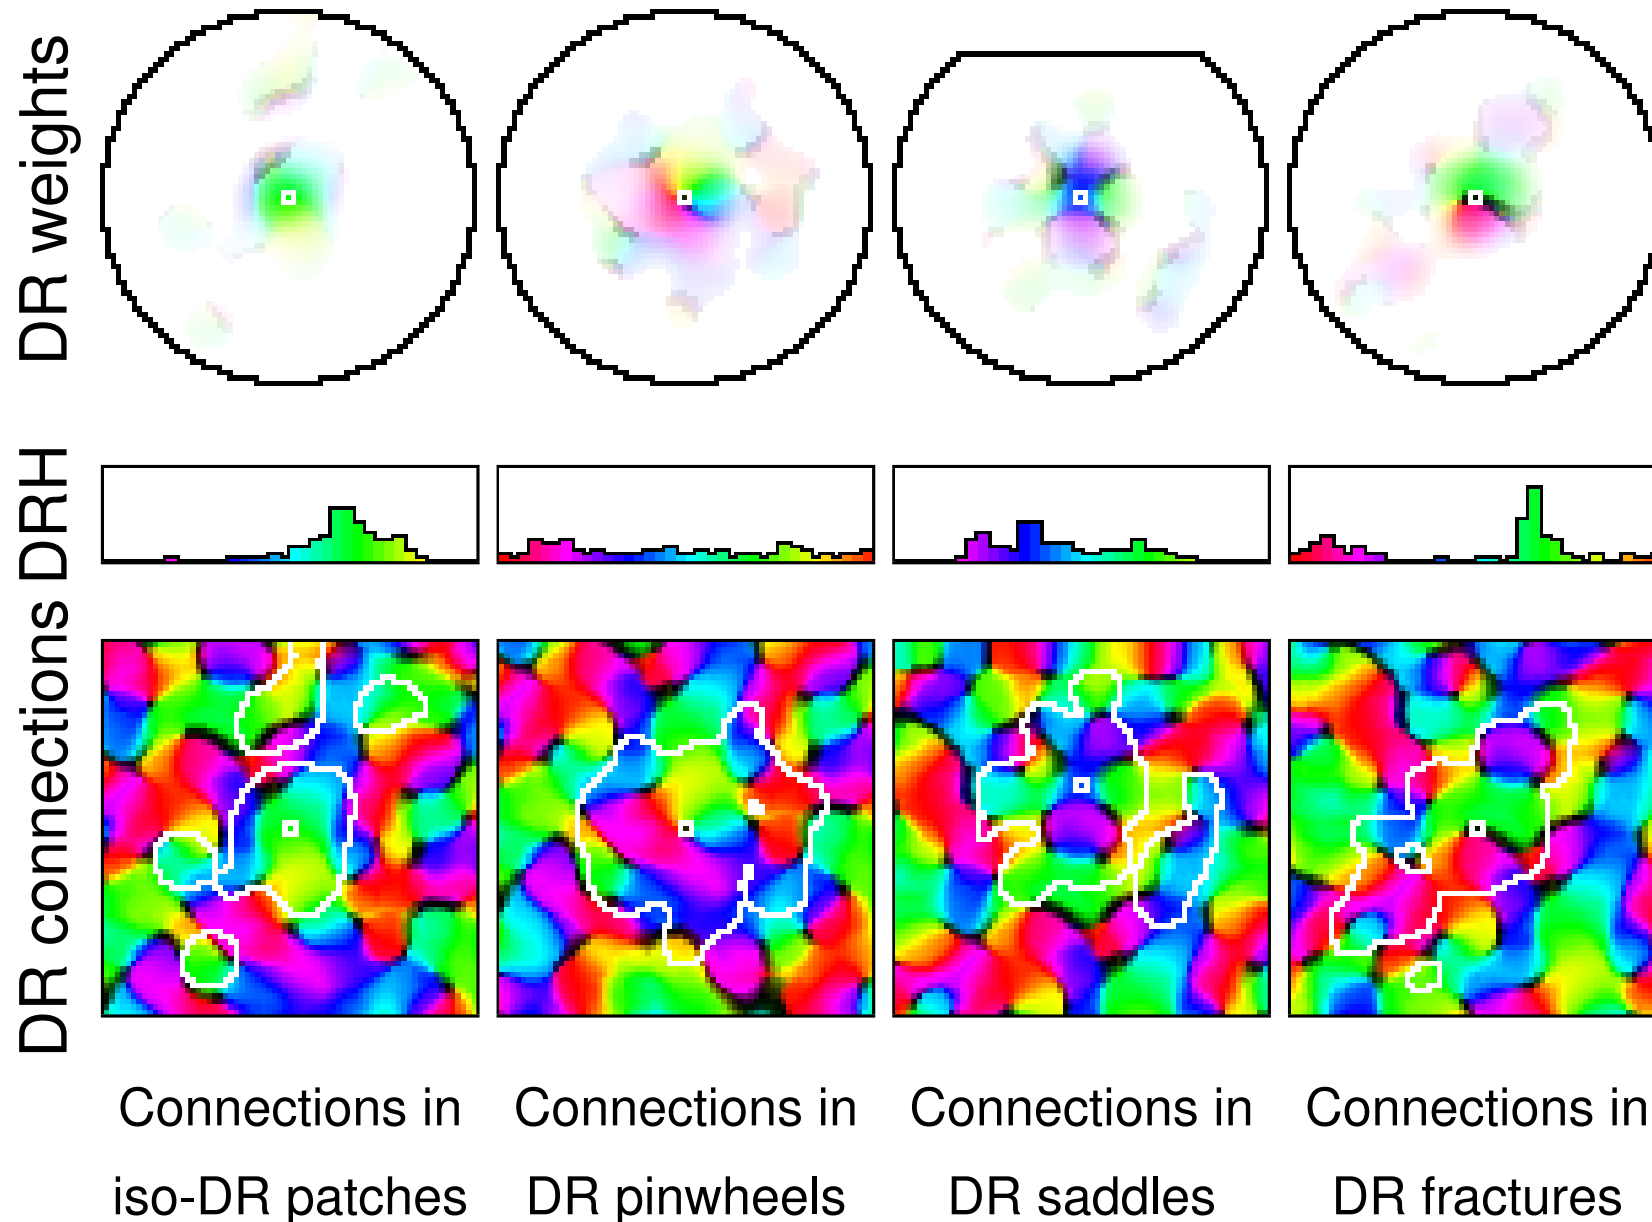 DR weights
DRH
DR connections
Connections in
iso-DR patches
Connections in
DR pinwheels
Connections in
DR saddles
Connections in
DR fractures